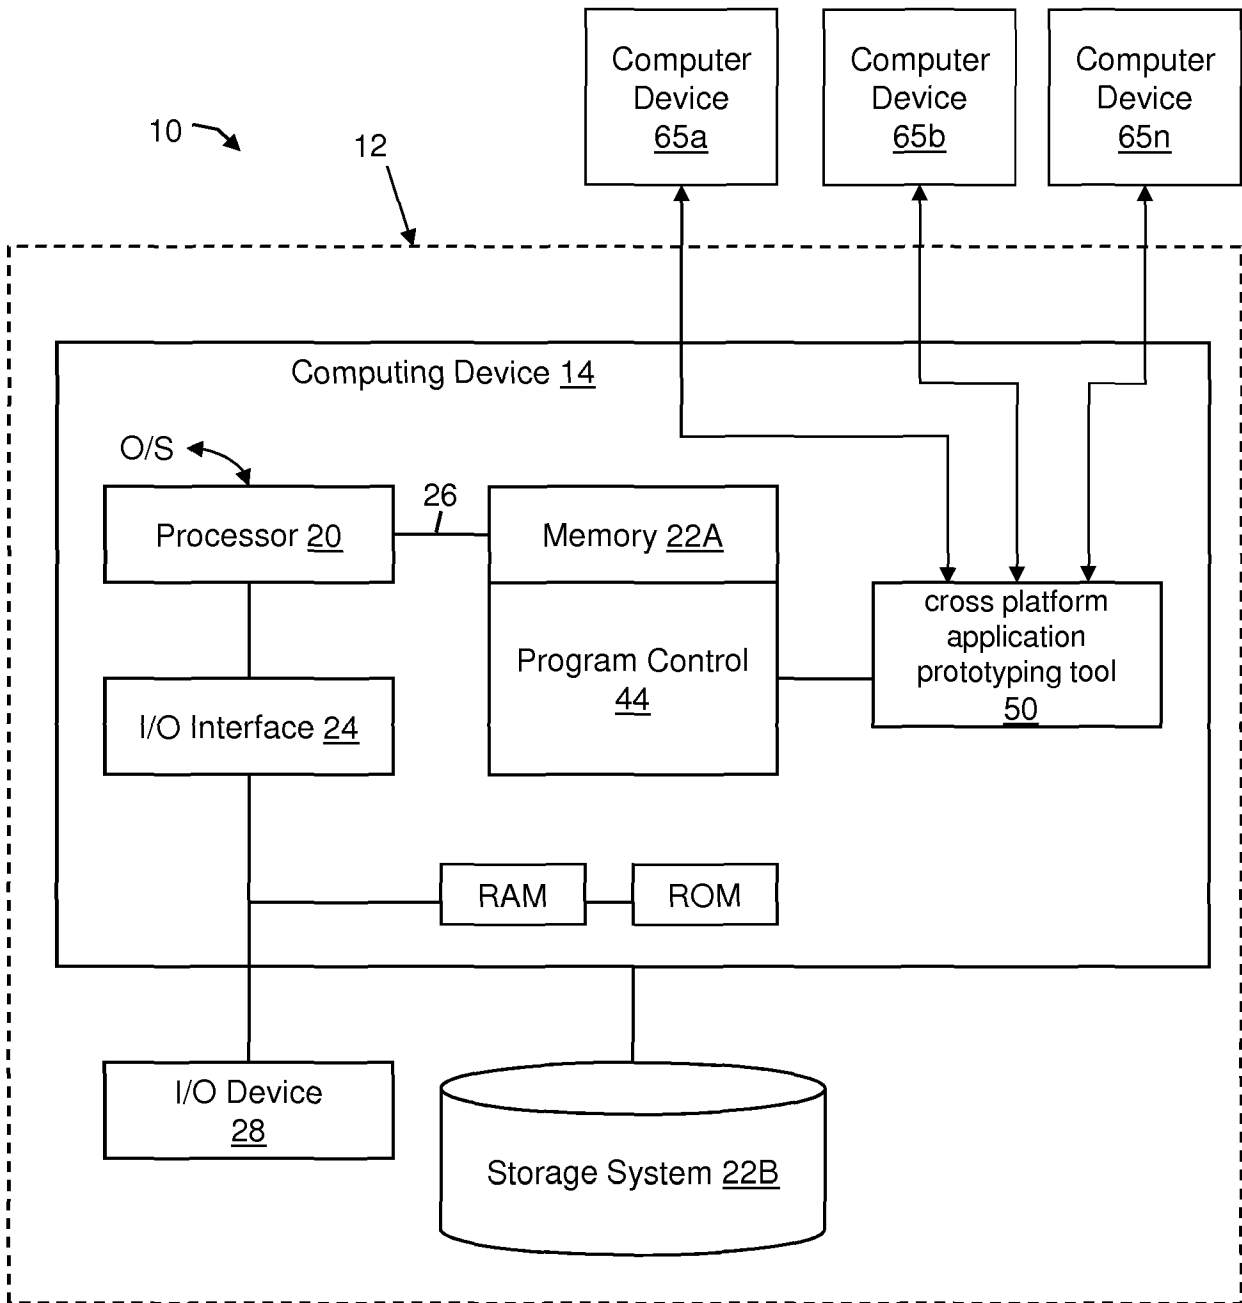 Computer
Device
65a
Computer
Device
65b
Computer
Device
65n
10
12
Computing Device 14
O/S
Processor 20
26
Memory 22A
Program Control
44
cross platform
application
prototyping tool
50
I/O Interface 24
RAM
ROM
I/O Device
28
Storage System 22B